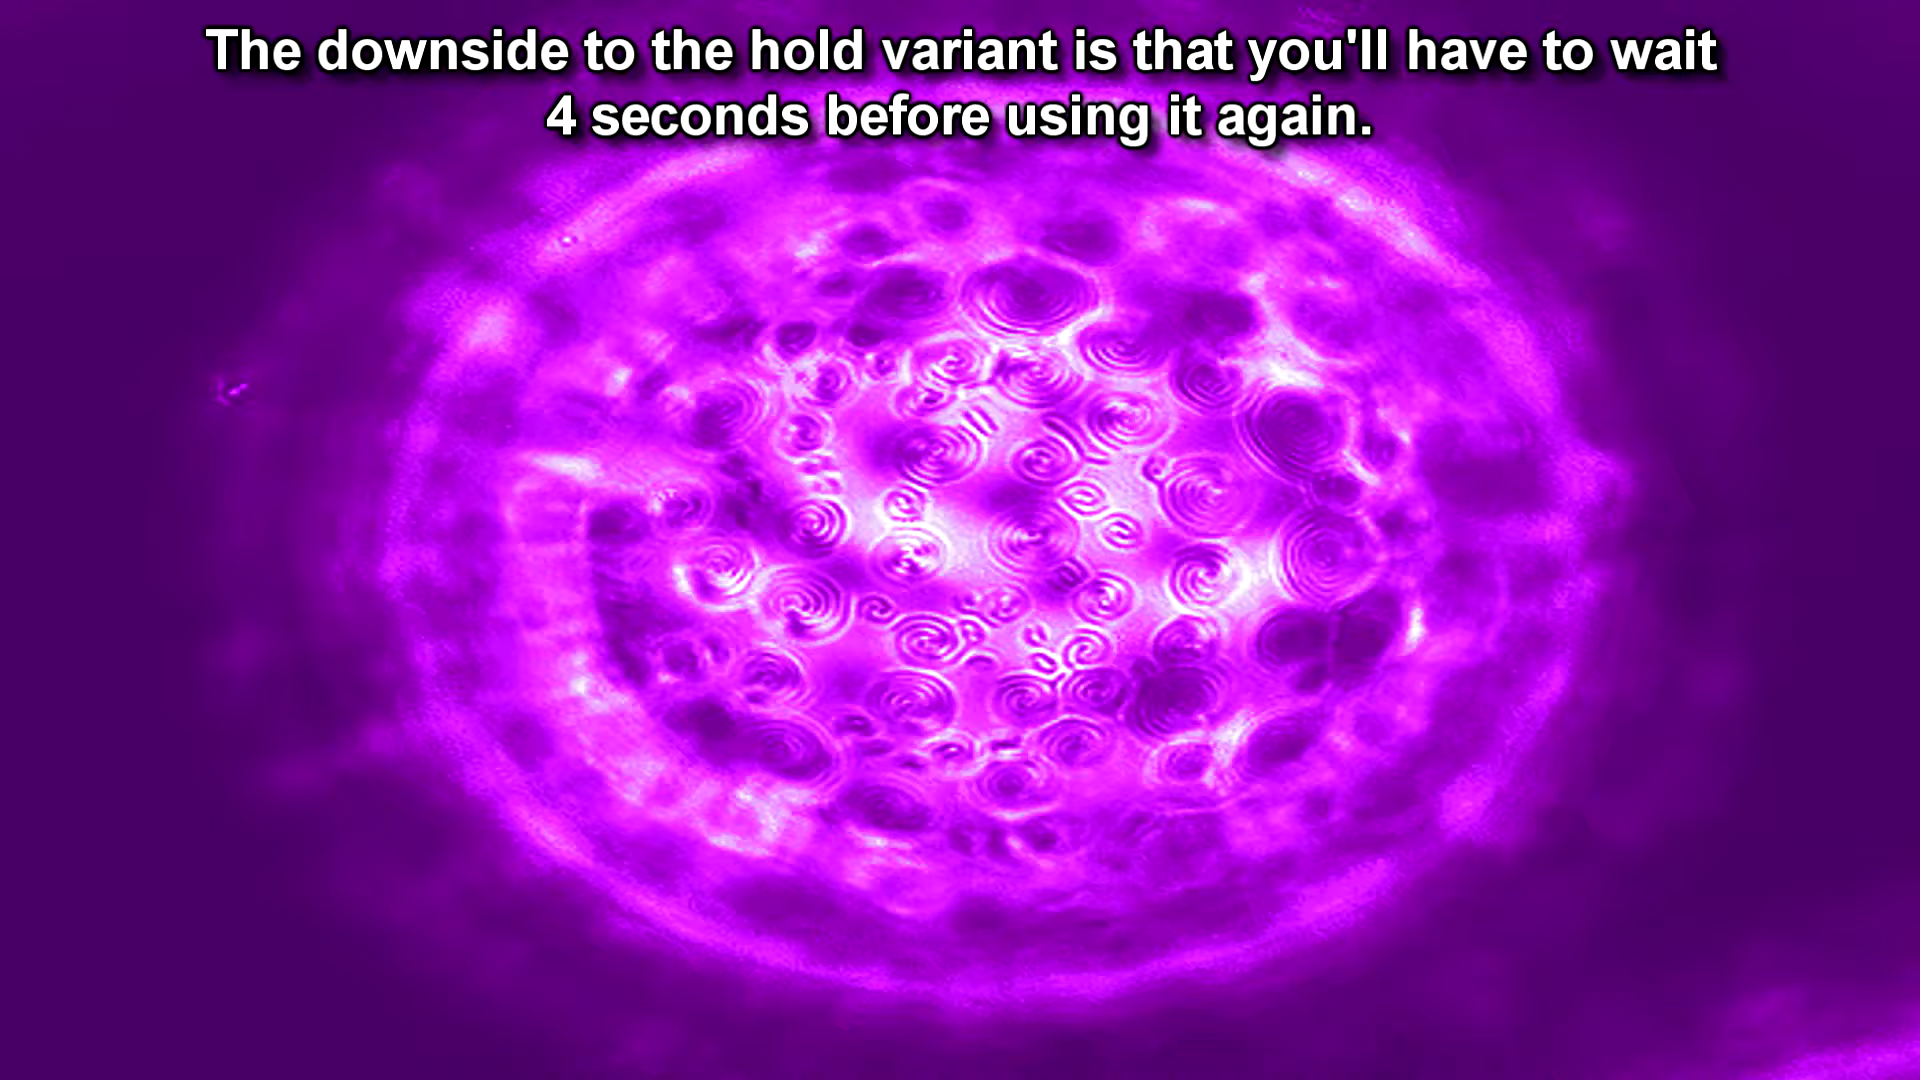 The downside to the hold variant is that you'll have to wait
4 seconds before using it again.